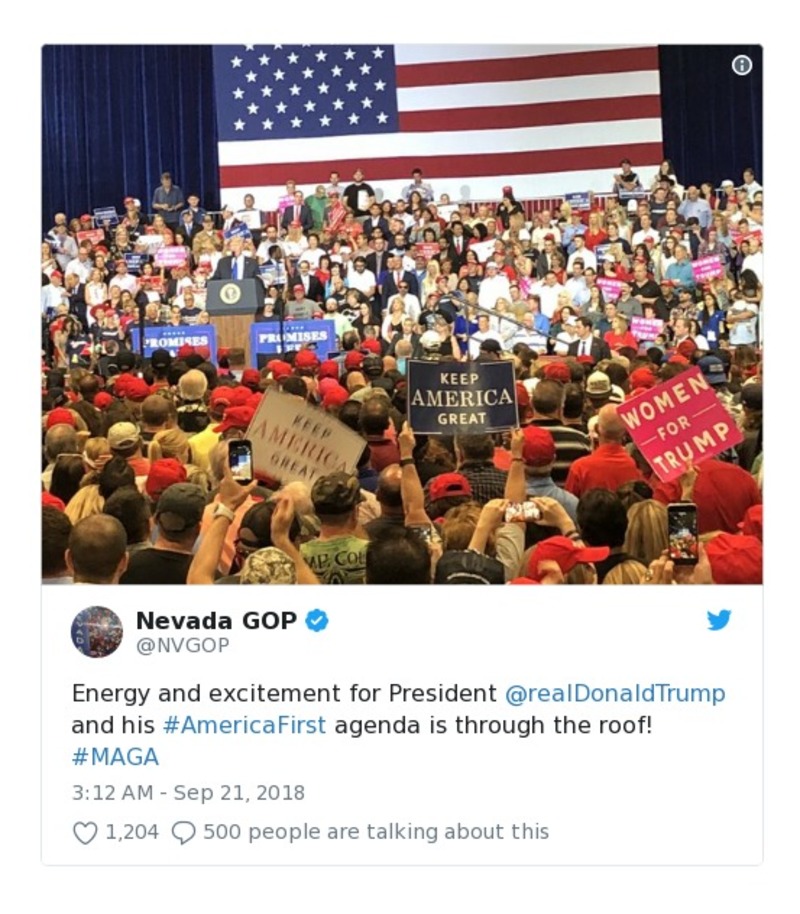 PROMISES
PROMISES
KEEP
AMERICA
GREAT
KEEP
AMERICA
GREAT
WOMEN
FOR
TRUMP
Nevada GOP
@NVGOP
Energy and excitement for President @realDonaldTrump
and his #AmericaFirst agenda is through the roof!
#MAGA
3:12 AM - Sep 21, 2018
1,204 500 people are talking about this